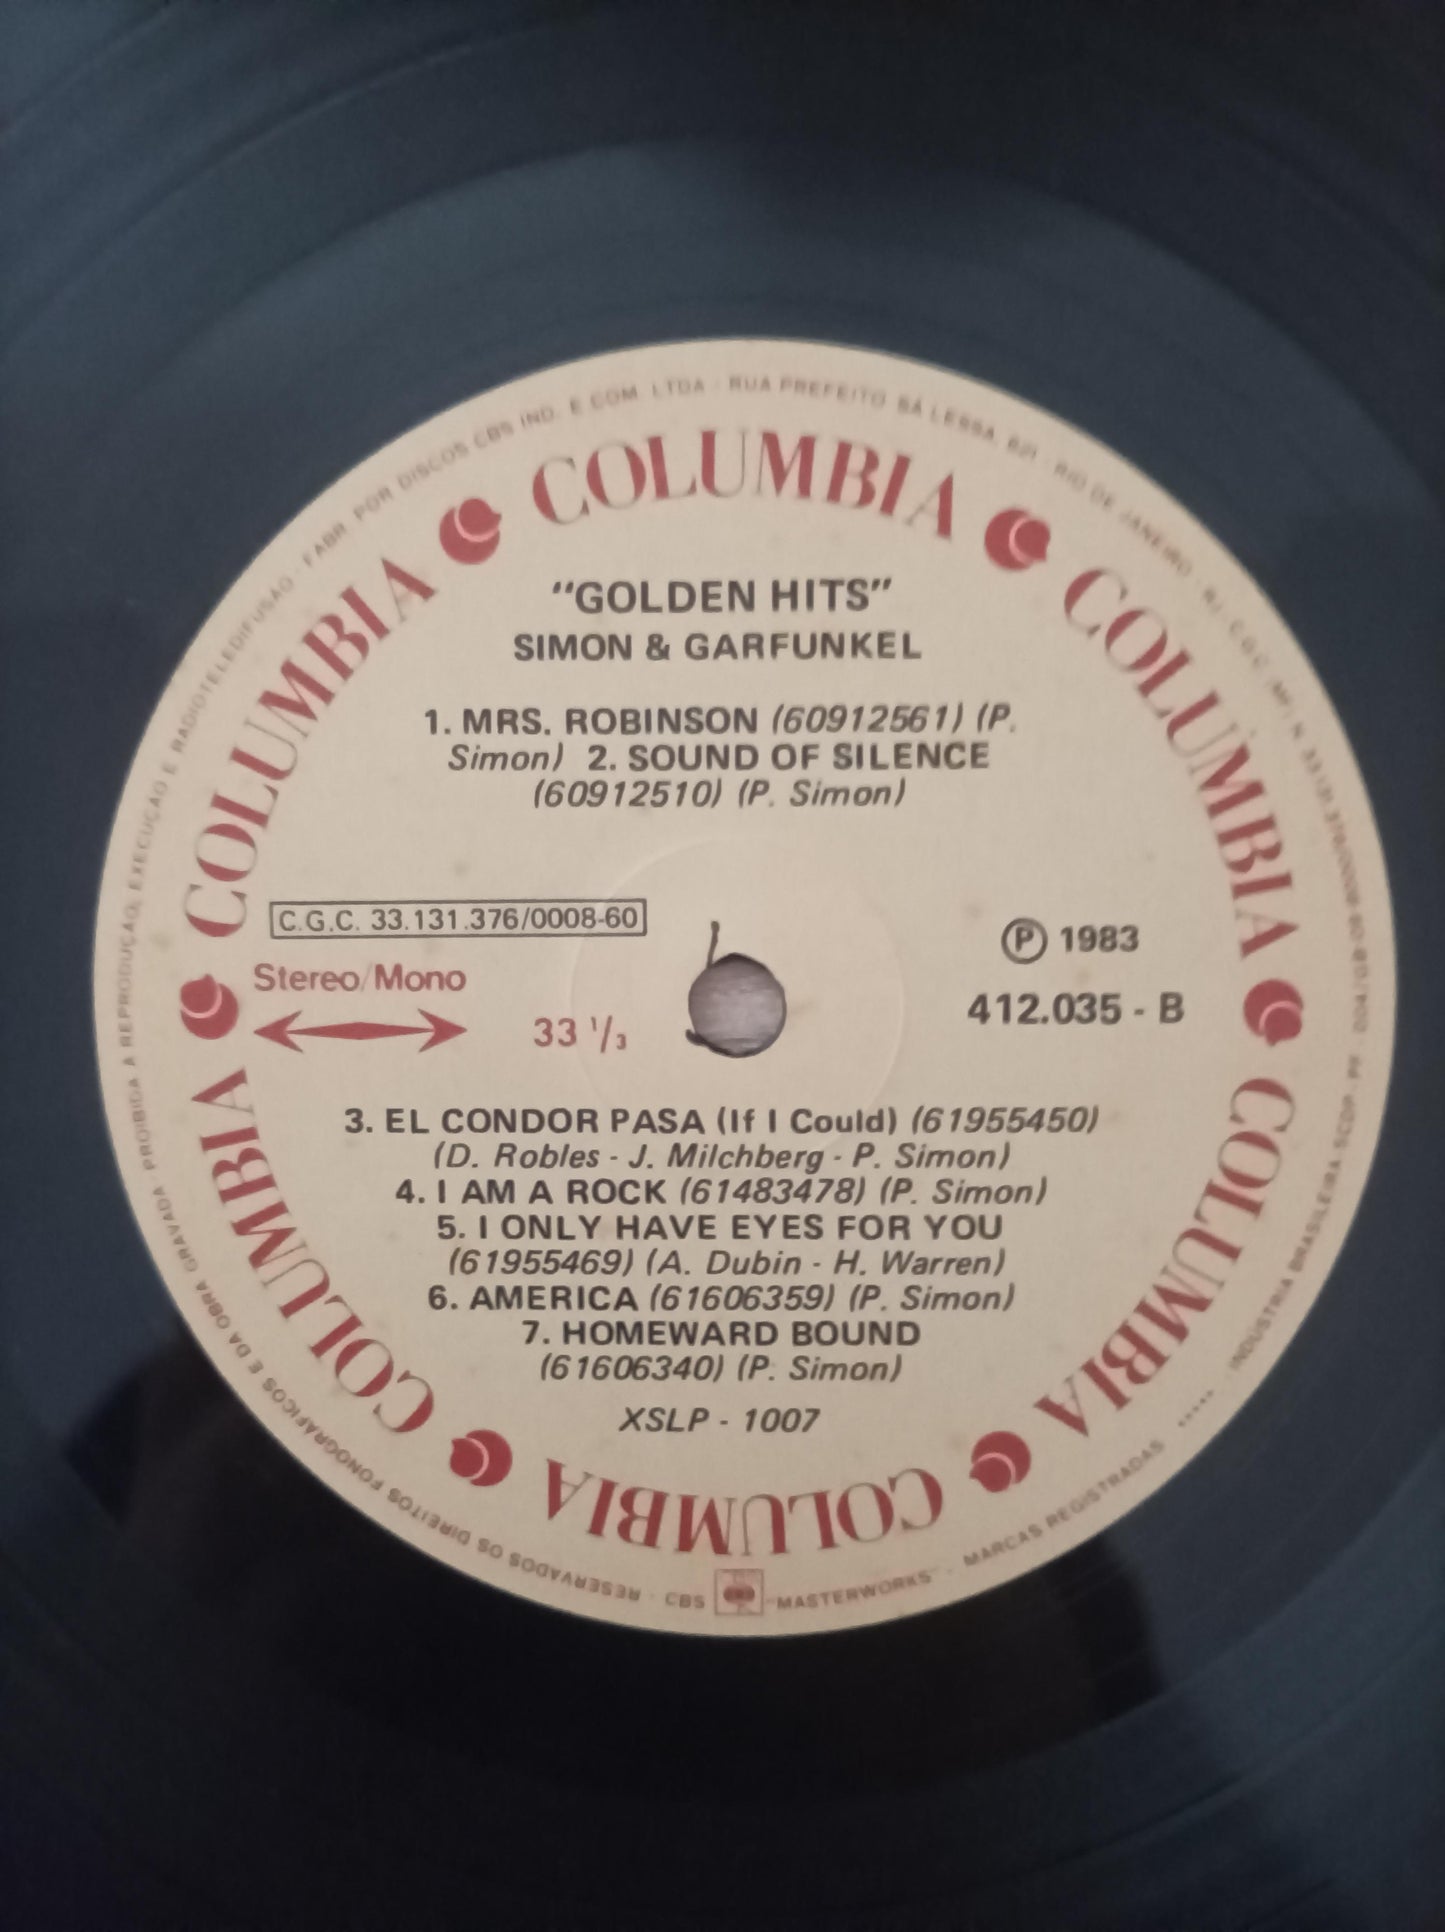 FABR. POR DISCOS CBS IND. E COM. LTDA · RUA PREFEITO SÁ LESSA, 621 · RIO DE JANEIRO · RJ · C.G.C. (MF) N.
COLUMBIA
COLUMBIA
COLUMBIA
COLUMBIA
COLUMBIA
COLUMBIA
"GOLDEN HITS"
SIMON & GARFUNKEL
1. MRS. ROBINSON (60912561) (P.
Simon) 2. SOUND OF SILENCE
(60912510) (P. Simon)
C.G.C. 33.131.376/0008-60
Stereo/Mono
33 1/3
℗ 1983
412.035 - B
3. EL CONDOR PASA (If I Could) (61955450)
(D. Robles - J. Milchberg - P. Simon)
4. I AM A ROCK (61483478) (P. Simon)
5. I ONLY HAVE EYES FOR YOU
(61955469) (A. Dubin - H. Warren)
6. AMERICA (61606359) (P. Simon)
7. HOMEWARD BOUND
(61606340) (P. Simon)
XSLP - 1007
INDÚSTRIA BRASILEIRA
CBS "MASTERWORKS" - MARCAS REGISTRADAS
RESERVADOS OS DIREITOS FONOGRÁFICOS E DA OBRA GRAVADA · PROIBIDA A REPRODUÇÃO, EXECUÇÃO E RADIOTELEDIFUSÃO ·